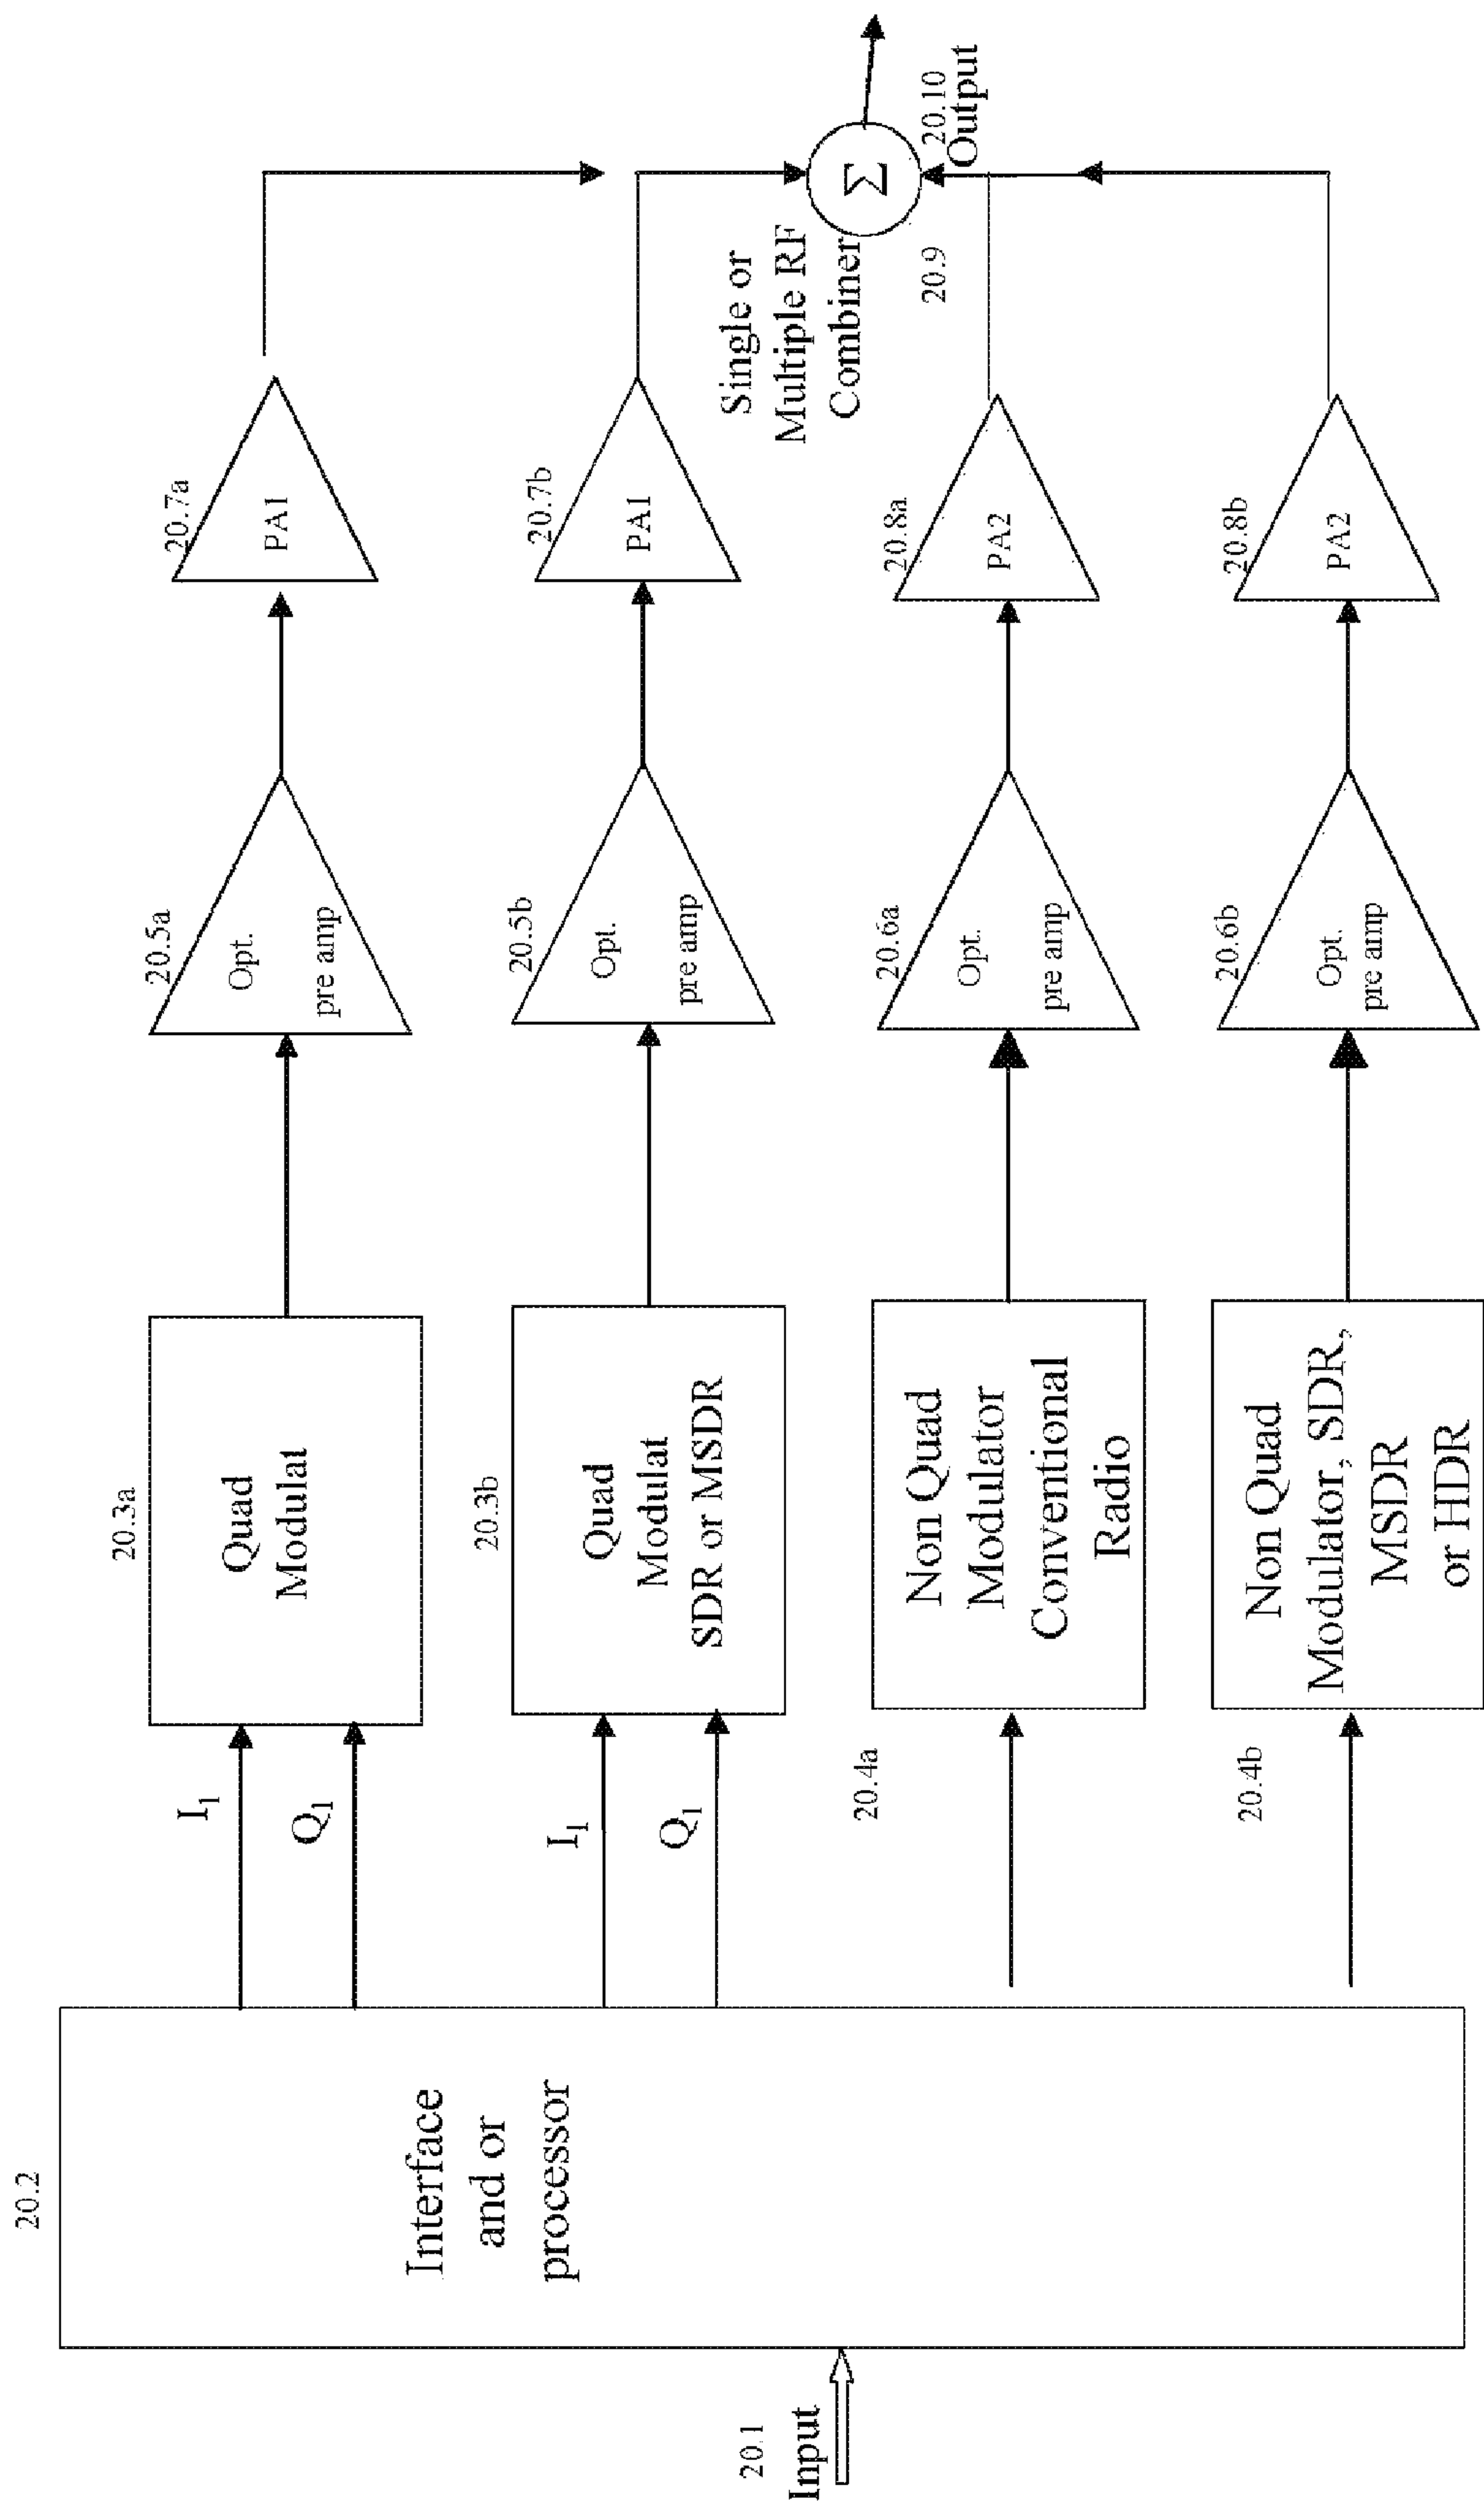 20.1
Input
20.2
Interface
and or
processor
I1
Q1
I1
Q1
20.4a
20.4b
20.3a
Quad
Modulat
20.3b
Quad
Modulat
SDR or MSDR
Non Quad
Modulator
Conventional
Radio
Non Quad
Modulator, SDR,
MSDR
or HDR
20.5a
Opt.
pre amp
20.5b
Opt.
pre amp
20.6a
Opt.
pre amp
20.6b
Opt.
pre amp
20.7a
PA1
20.7b
PA1
20.8a
PA2
20.8b
PA2
Single or
Multiple RF
Combiner
20.9
Σ
20.10
Output